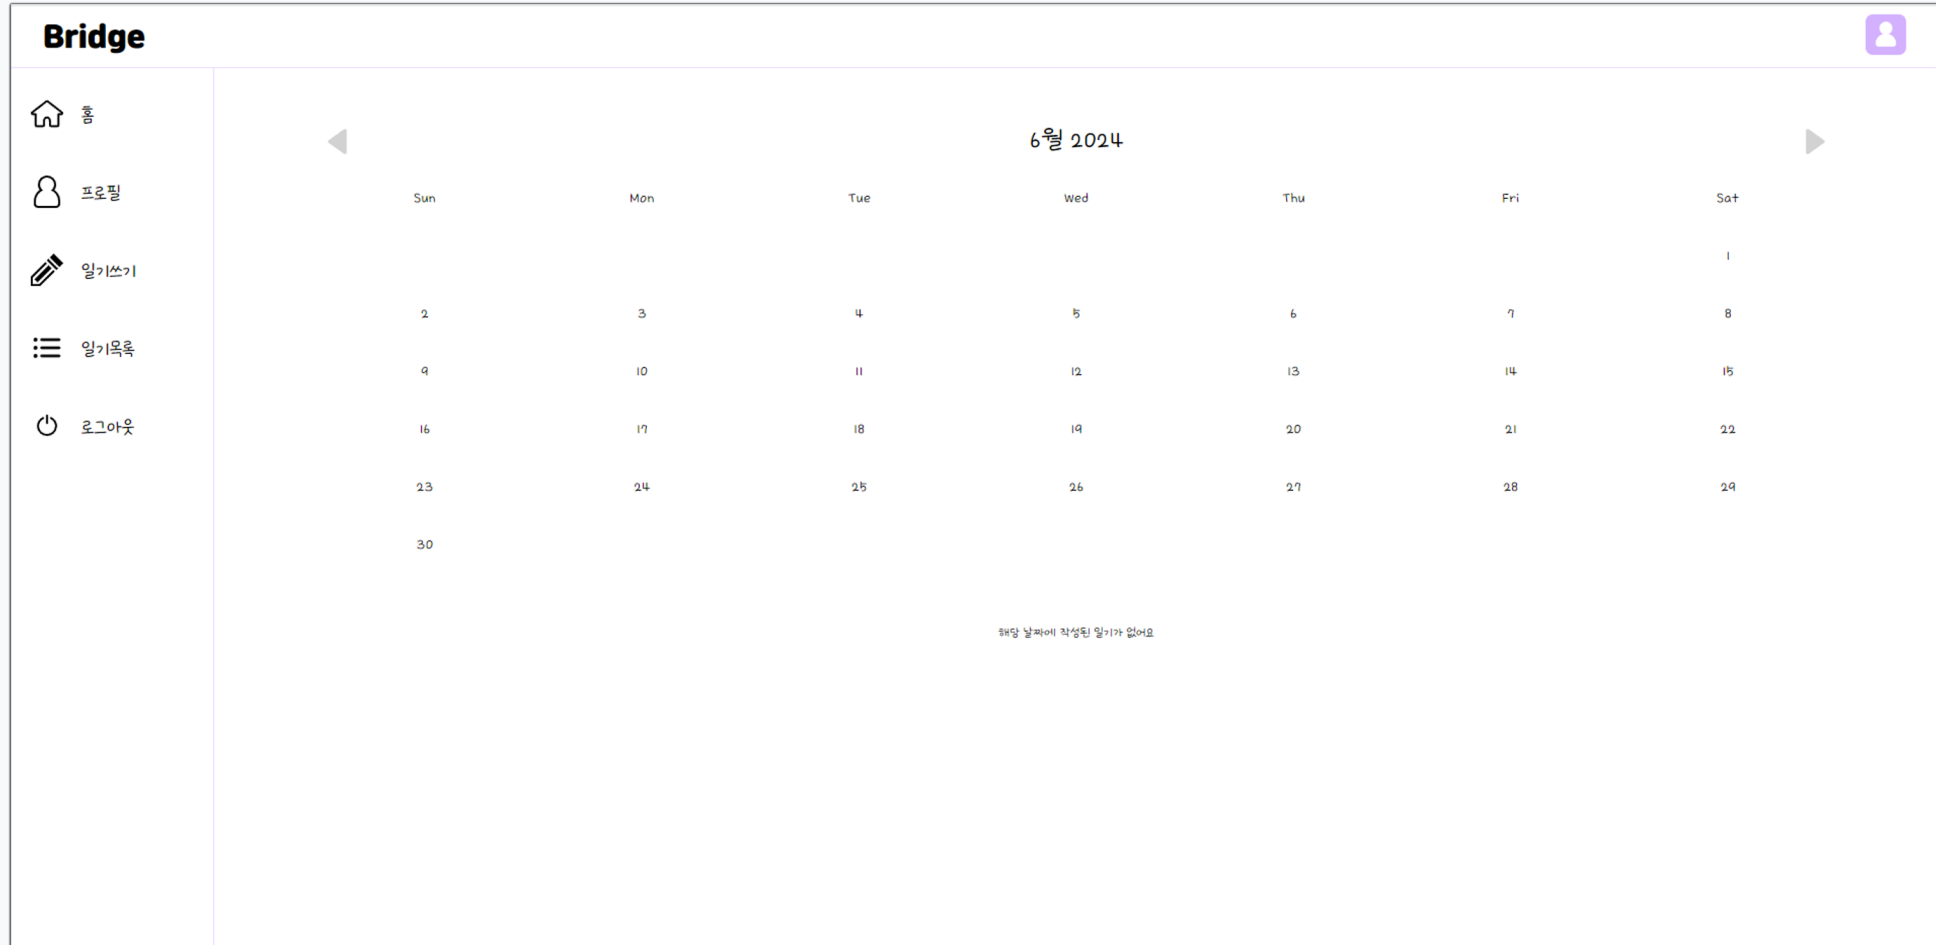 Bridge
홈
프로필
일기쓰기
일기목록
로그아웃
6월 2024
Sun Mon Tue Wed Thu Fri Sat
1
2 3 4 5 6 7 8
9 10 11 12 13 14 15
16 17 18 19 20 21 22
23 24 25 26 27 28 29
30
해당 날짜에 작성된 일기가 없어요